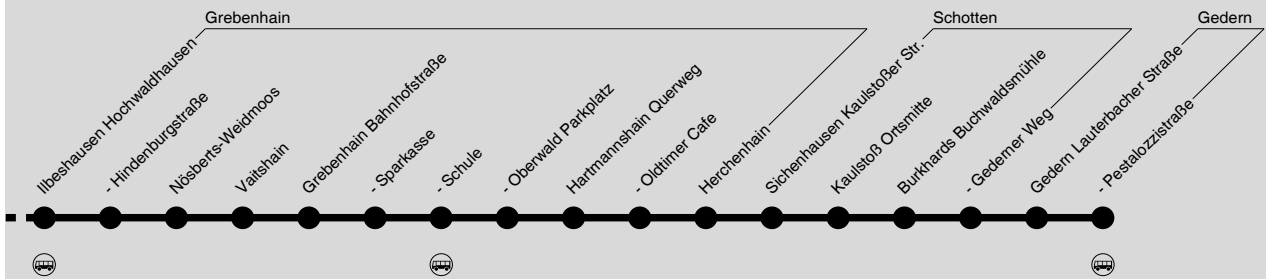 Grebenhain
Schotten
Gedern
Ilbeshausen Hochwaldhausen
- Hindenburgstraße
Nösberts-Weidmoos
Vaitshain
Grebenhain Bahnhofstraße
- Sparkasse
- Schule
- Oberwald Parkplatz
Hartmannshain Querweg
- Oldtimer Cafe
Herchenhain
Sichenhausen Kaulstoßer Str.
Kaulstoß Ortsmitte
Burkhards Buchwaldsmühle
- Gederner Weg
Gedern Lauterbacher Straße
- Pestalozzistraße